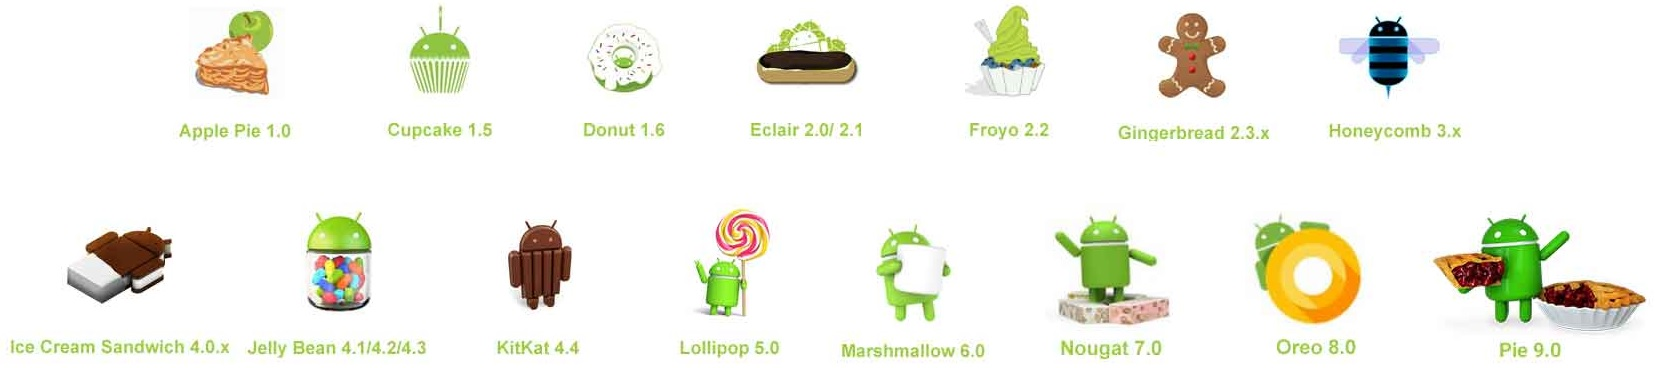 Apple Pie 1.0
Cupcake 1.5
Donut 1.6
Eclair 2.0/ 2.1
Froyo 2.2
Gingerbread 2.3.x
Honeycomb 3.x
Ice Cream Sandwich 4.0.x
Jelly Bean 4.1/4.2/4.3
KitKat 4.4
Lollipop 5.0
Marshmallow 6.0
Nougat 7.0
Oreo 8.0
Pie 9.0